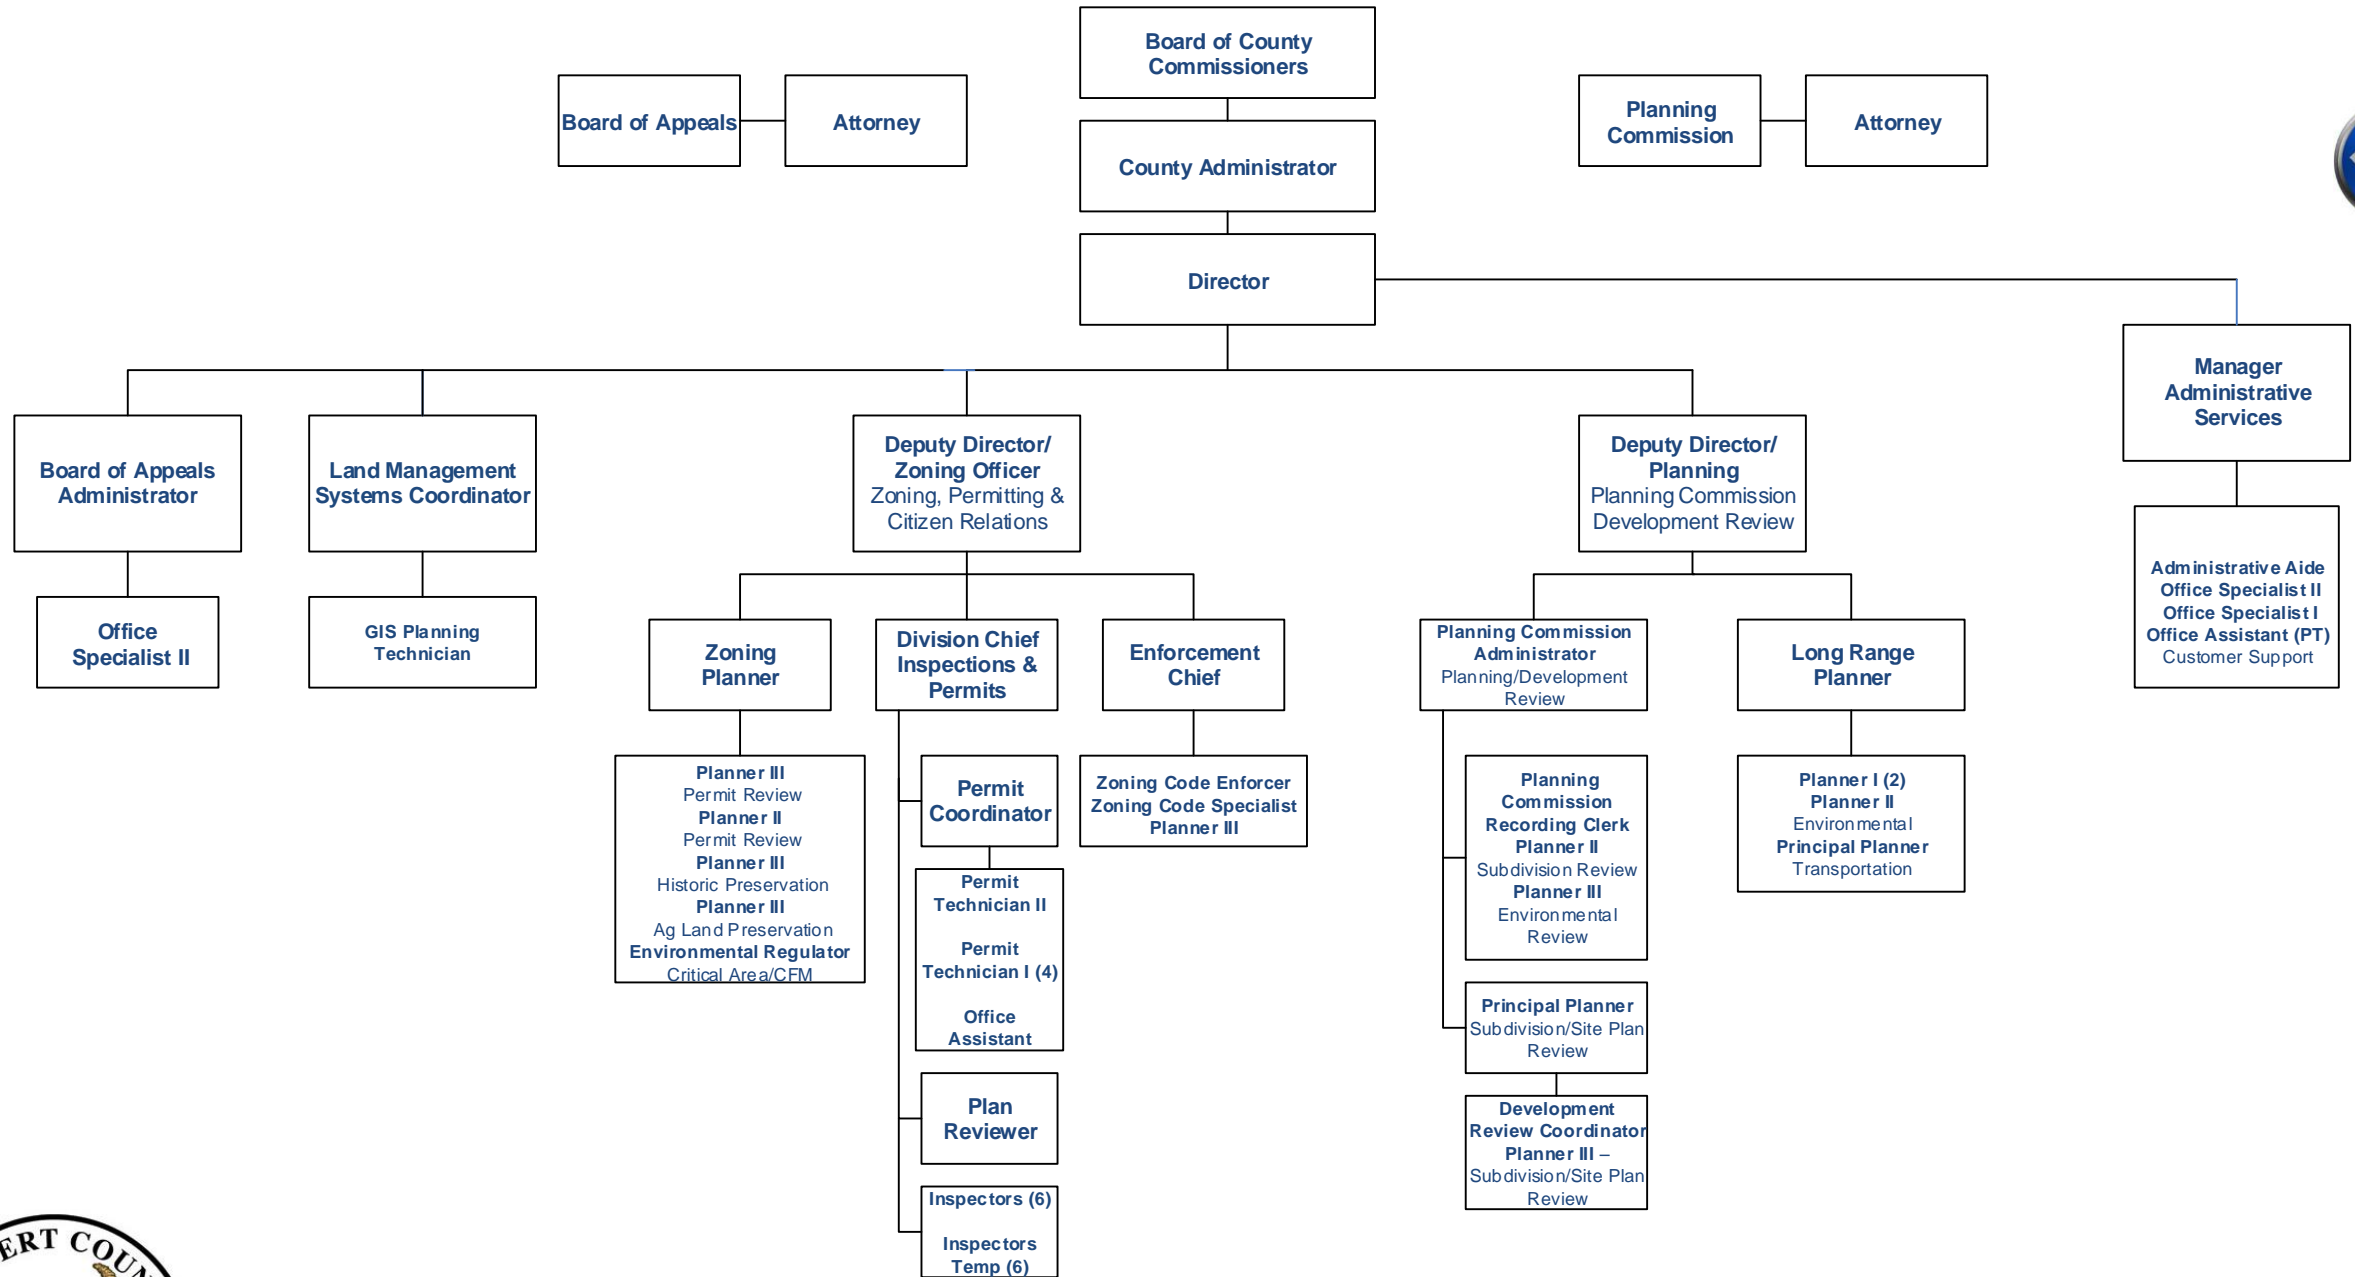 Board of County
Commissioners
Board of Appeals
Attorney
Planning
Commission
Attorney
County Administrator
Director
Manager
Administrative
Services
Board of Appeals
Administrator
Land Management
Systems Coordinator
Deputy Director/
Zoning Officer
Zoning, Permitting &
Citizen Relations
Deputy Director/
Planning
Planning Commission
Development Review
Administrative Aide
Office Specialist II
Office Specialist I
Office Assistant (PT)
Customer Support
Office
Specialist II
GIS Planning
Technician
Zoning
Planner
Division Chief
Inspections &
Permits
Enforcement
Chief
Planning Commission
Administrator
Planning/Development
Review
Long Range
Planner
Planner III
Permit Review
Planner II
Permit Review
Planner III
Historic Preservation
Planner III
Ag Land Preservation
Environmental Regulator
Critical Area/CFM
Permit
Coordinator
Permit
Technician II
Permit
Technician I (4)
Office
Assistant
Plan
Reviewer
Inspectors (6)
Inspectors
Temp (6)
Zoning Code Enforcer
Zoning Code Specialist
Planner III
Planning
Commission
Recording Clerk
Planner II
Subdivision Review
Planner III
Environmental
Review
Principal Planner
Subdivision/Site Plan
Review
Development
Review Coordinator
Planner III –
Subdivision/Site Plan
Review
Planner I (2)
Planner II
Environmental
Principal Planner
Transportation
ERT COUN